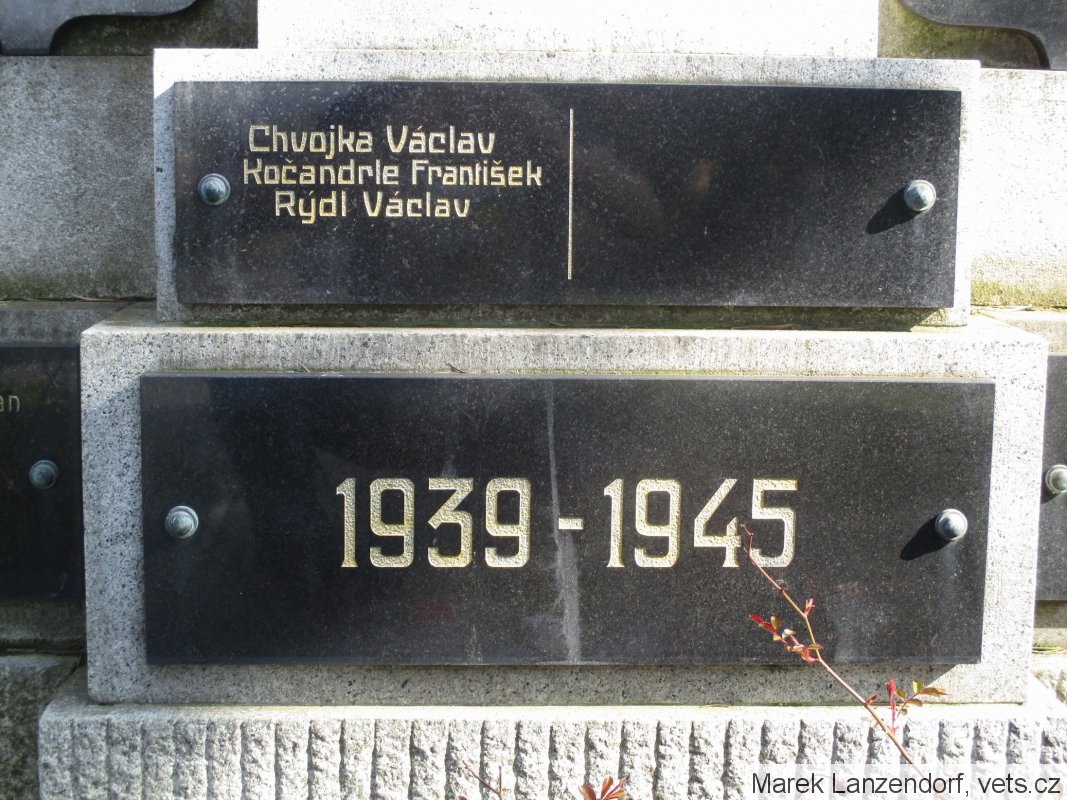 Chvojka Václav
Kočandrle František
Rýdl Václav
1939 - 1945
Marek Lanzendorf, vets.cz